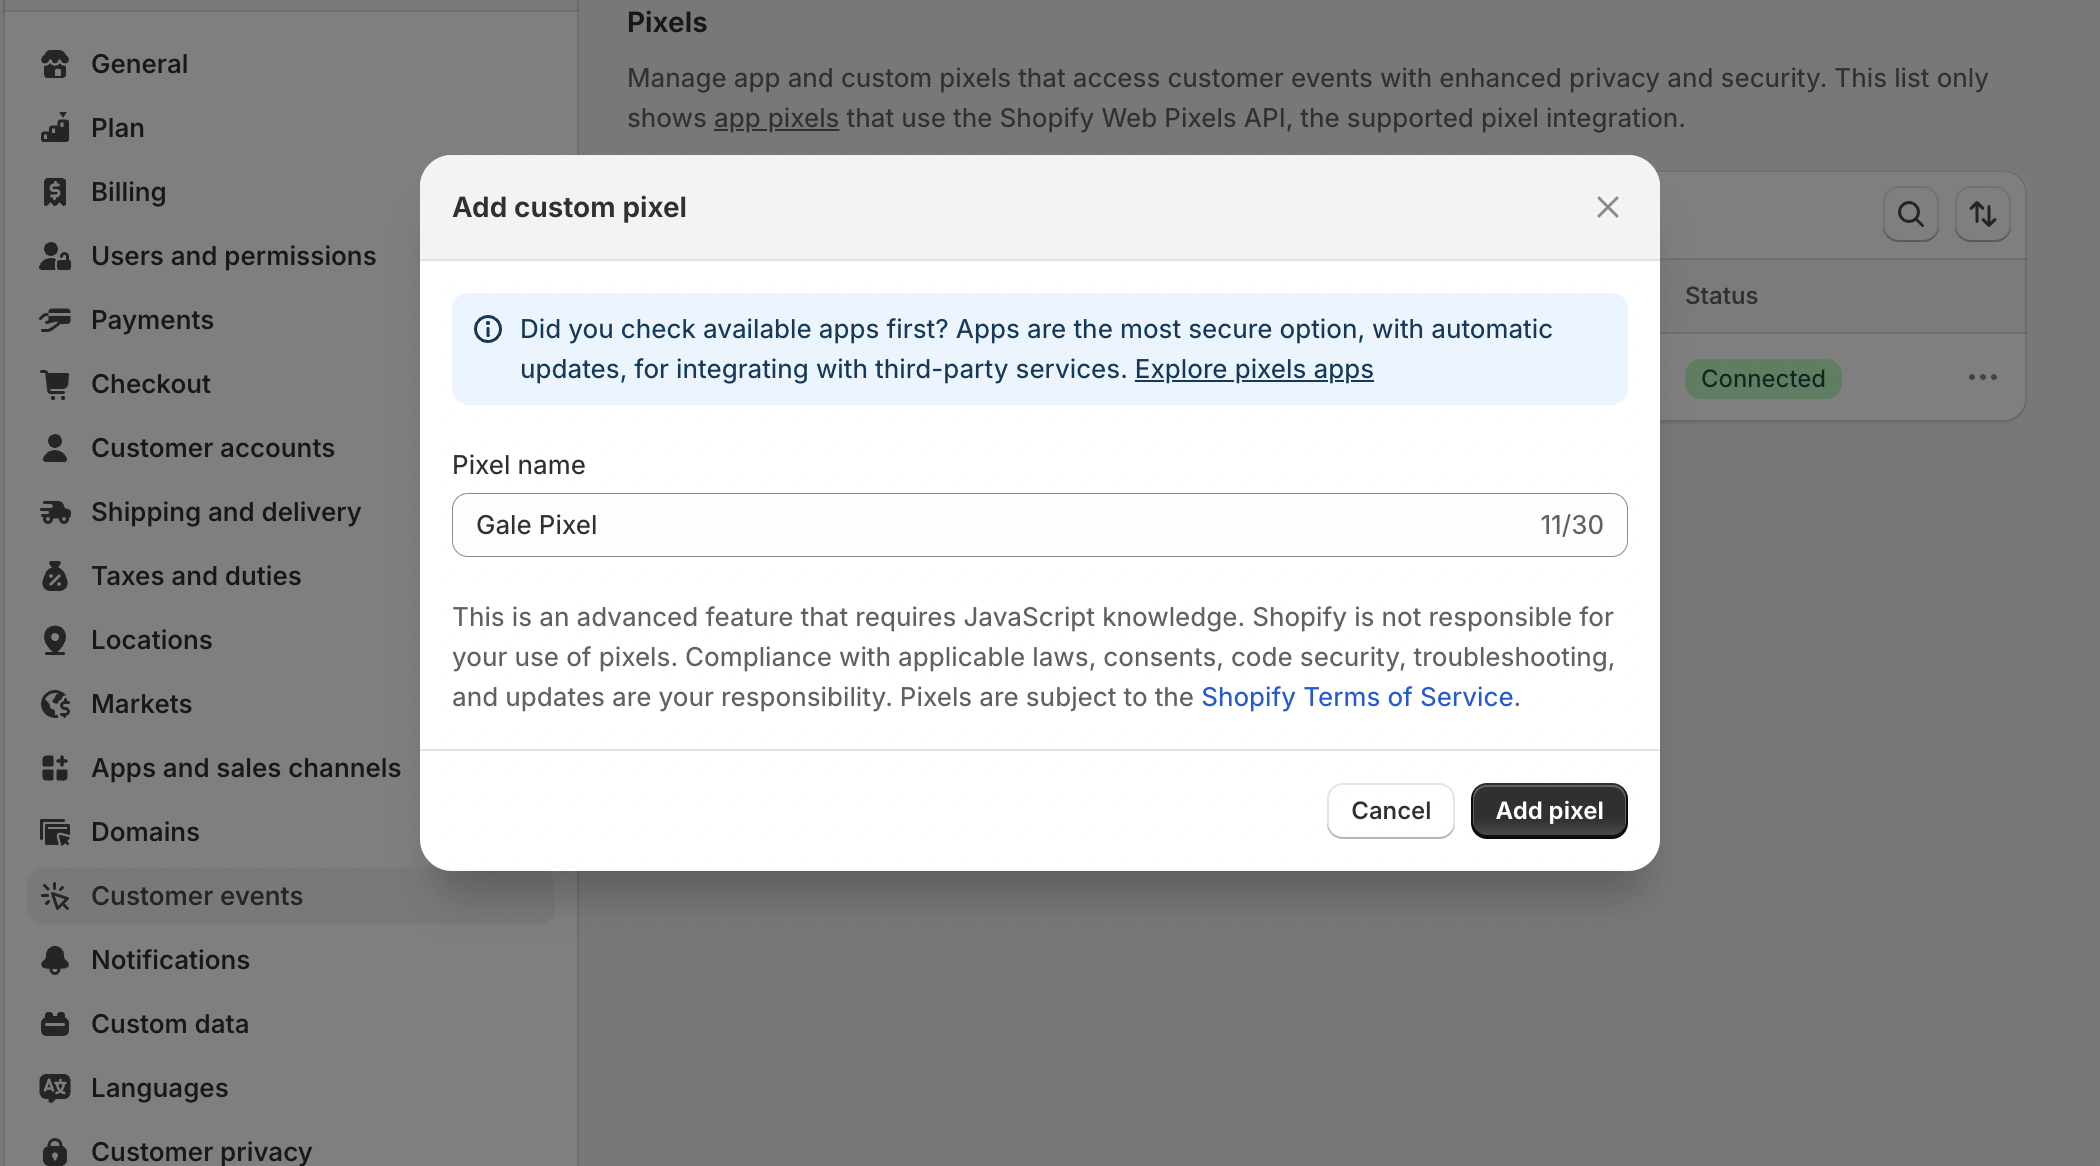 General
Plan
Billing
Users and permissions
Payments
Checkout
Customer accounts
Shipping and delivery
Taxes and duties
Locations
Markets
Apps and sales channels
Domains
Customer events
Notifications
Custom data
Languages
Customer privacy
Pixels
Manage app and custom pixels that access customer events with enhanced privacy and security. This list only
shows app pixels that use the Shopify Web Pixels API, the supported pixel integration.
Status
Connected
Add custom pixel
Did you check available apps first? Apps are the most secure option, with automatic
updates, for integrating with third-party services. Explore pixels apps
Pixel name
Gale Pixel 11/30
This is an advanced feature that requires JavaScript knowledge. Shopify is not responsible for
your use of pixels. Compliance with applicable laws, consents, code security, troubleshooting,
and updates are your responsibility. Pixels are subject to the Shopify Terms of Service.
Cancel
Add pixel